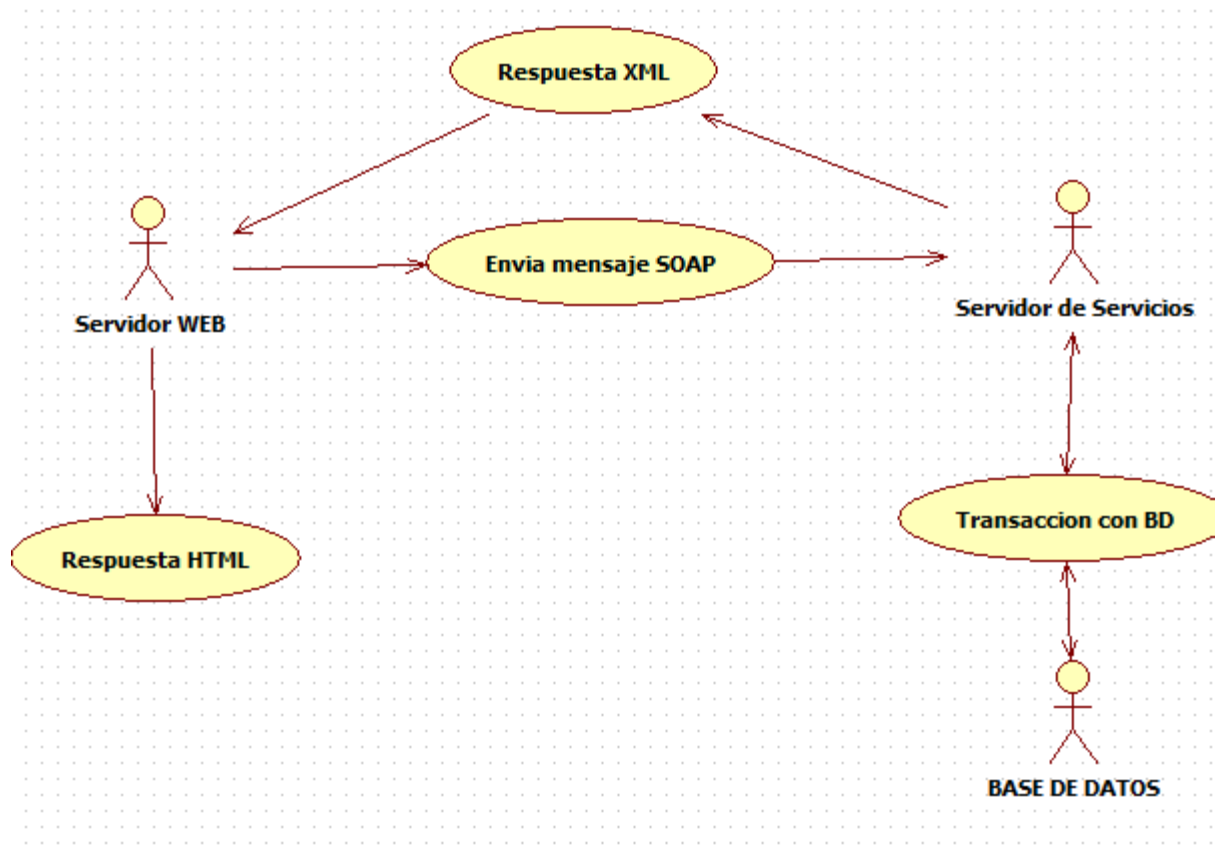 Respuesta XML
Envia mensaje SOAP
Servidor WEB
Servidor de Servicios
Respuesta HTML
Transaccion con BD
BASE DE DATOS